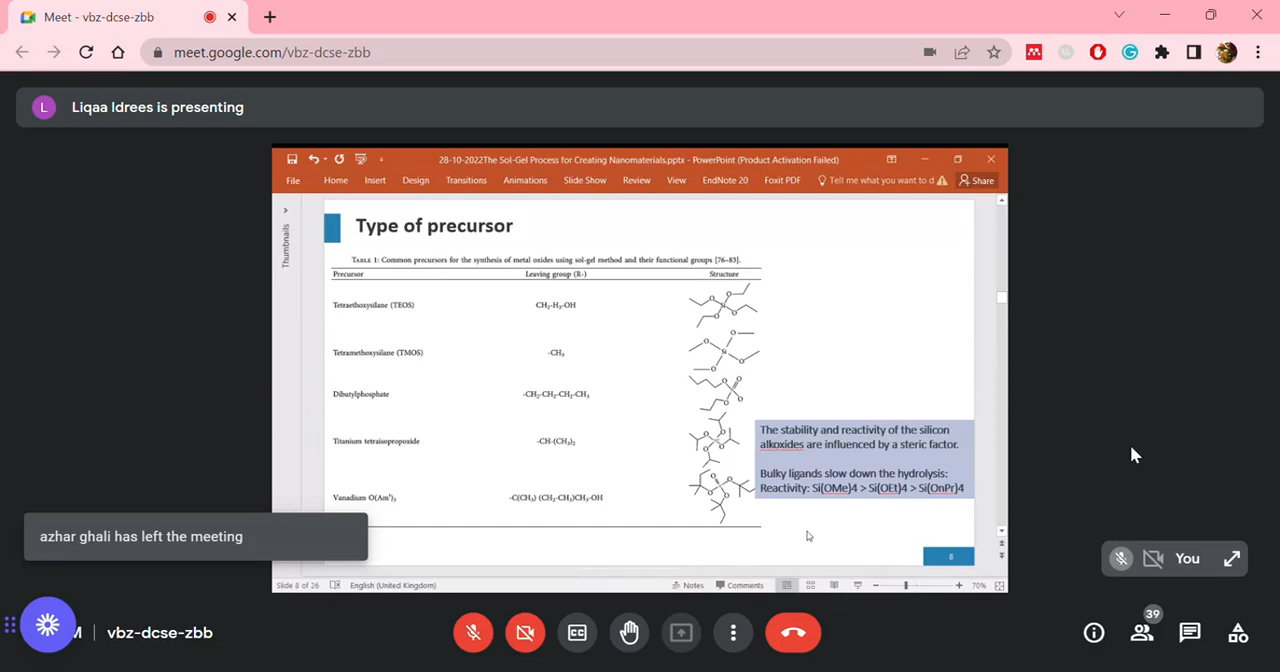 Meet - vbz-dcse-zbb
meet.google.com/vbz-dcse-zbb
L
Liqaa Idrees is presenting
28-10-2022The Sol-Gel Process for Creating Nanomaterials.pptx - PowerPoint (Product Activation Failed)
File Home Insert Design Transitions Animations Slide Show Review View EndNote 20 Foxit PDF Tell me what you want to d Share
Thumbnails
Type of precursor
TABLE 1: Common precursors for the synthesis of metal oxides using sol-gel method and their functional groups [76–83].
Precursor Leaving group (R-) Structure
Tetraethoxysilane (TEOS) CH₂-H₃-OH
Tetramethoxysilane (TMOS) -CH₃
Dibutylphosphate -CH₂-CH₂-CH₂-CH₃
Titanium tetraisopropoxide -CH-(CH₃)₂
Vanadium O(Amᵗ)₃ -C(CH₃) (CH₂-CH₃)CH₃-OH
The stability and reactivity of the silicon
alkoxides are influenced by a steric factor.
Bulky ligands slow down the hydrolysis:
Reactivity: Si(OMe)4 > Si(OEt)4 > Si(OnPr)4
8
azhar ghali has left the meeting
You
Slide 8 of 26 English (United Kingdom) Notes Comments 70%
M | vbz-dcse-zbb
39